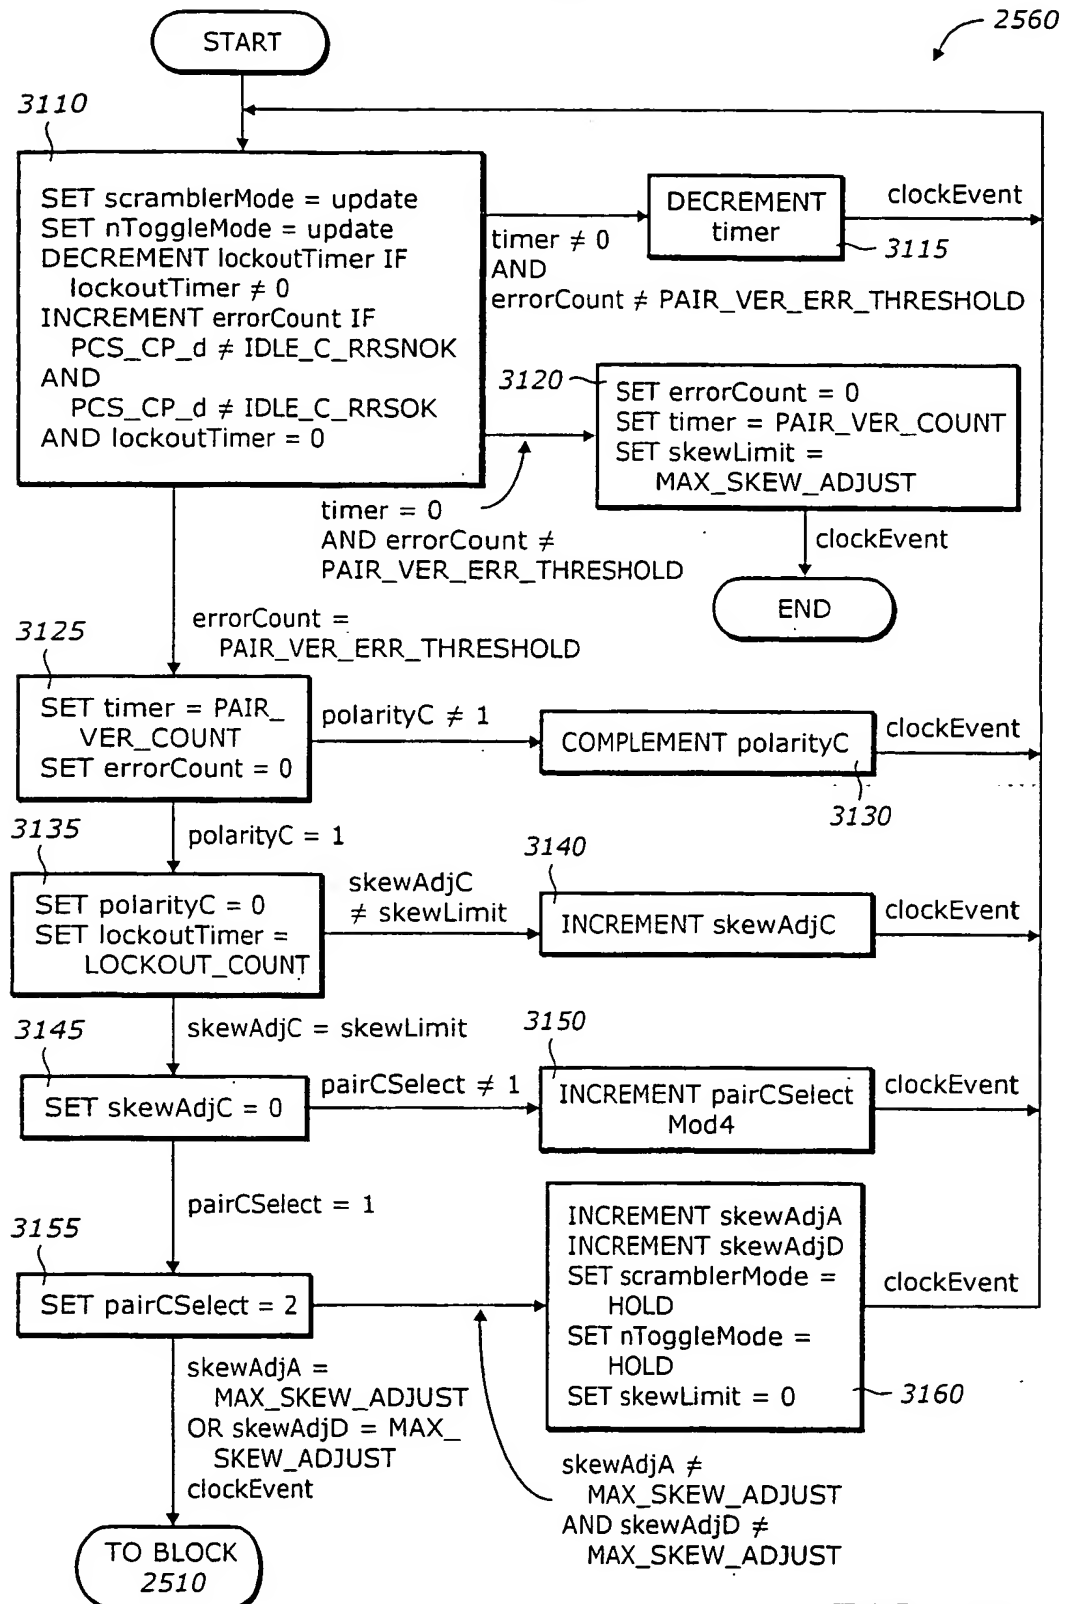 START
2560
3110
SET scramblerMode = update
SET nToggleMode = update
DECREMENT lockoutTimer IF
lockoutTimer ≠ 0
INCREMENT errorCount IF
PCS_CP_d ≠ IDLE_C_RRSNOK
AND
PCS_CP_d ≠ IDLE_C_RRSOK
AND lockoutTimer = 0
timer ≠ 0
AND
errorCount ≠ PAIR_VER_ERR_THRESHOLD
DECREMENT
timer
3115
clockEvent
3120
SET errorCount = 0
SET timer = PAIR_VER_COUNT
SET skewLimit =
MAX_SKEW_ADJUST
timer = 0
AND errorCount ≠
PAIR_VER_ERR_THRESHOLD
clockEvent
END
errorCount =
PAIR_VER_ERR_THRESHOLD
3125
SET timer = PAIR_
VER_COUNT
SET errorCount = 0
polarityC ≠ 1
COMPLEMENT polarityC
clockEvent
3130
polarityC = 1
3135
SET polarityC = 0
SET lockoutTimer =
LOCKOUT_COUNT
skewAdjC
≠ skewLimit
3140
INCREMENT skewAdjC
clockEvent
skewAdjC = skewLimit
3145
SET skewAdjC = 0
pairCSelect ≠ 1
3150
INCREMENT pairCSelect
Mod4
clockEvent
pairCSelect = 1
3155
SET pairCSelect = 2
INCREMENT skewAdjA
INCREMENT skewAdjD
SET scramblerMode =
HOLD
SET nToggleMode =
HOLD
SET skewLimit = 0
3160
clockEvent
skewAdjA =
MAX_SKEW_ADJUST
OR skewAdjD = MAX_
SKEW_ADJUST
clockEvent
skewAdjA ≠
MAX_SKEW_ADJUST
AND skewAdjD ≠
MAX_SKEW_ADJUST
TO BLOCK
2510